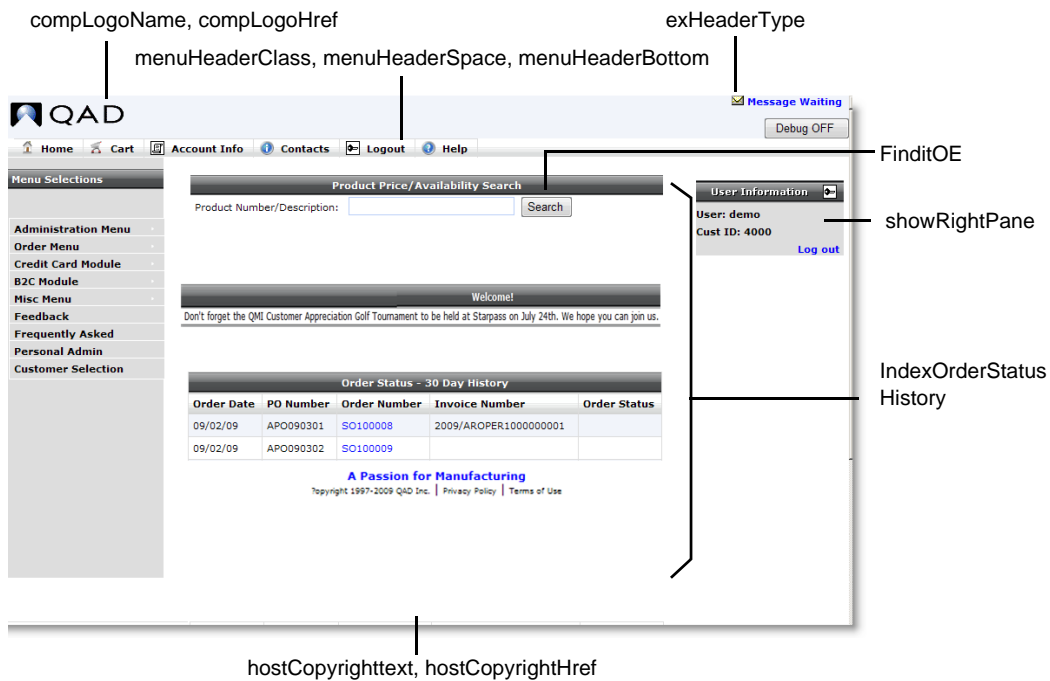 compLogoName, compLogoHref
exHeaderType
menuHeaderClass, menuHeaderSpace, menuHeaderBottom
Message Waiting
QAD
Debug OFF
Home Cart Account Info Contacts Logout Help
FinditOE
Menu Selections
Product Price/Availability Search
User Information
Product Number/Description: Search
User: demo
showRightPane
Cust ID: 4000
Log out
Administration Menu
Order Menu
Credit Card Module
B2C Module
Misc Menu
Feedback
Frequently Asked
Personal Admin
Customer Selection
Welcome!
Don't forget the QMI Customer Appreciation Golf Tournament to be held at Starpass on July 24th. We hope you can join us.
IndexOrderStatus
History
Order Status - 30 Day History
Order Date PO Number Order Number Invoice Number Order Status
09/02/09 APO090301 SO100008 2009/AROPER1000000001
09/02/09 APO090302 SO100009
A Passion for Manufacturing
Copyright 1997-2009 QAD Inc. | Privacy Policy | Terms of Use
hostCopyrighttext, hostCopyrightHref